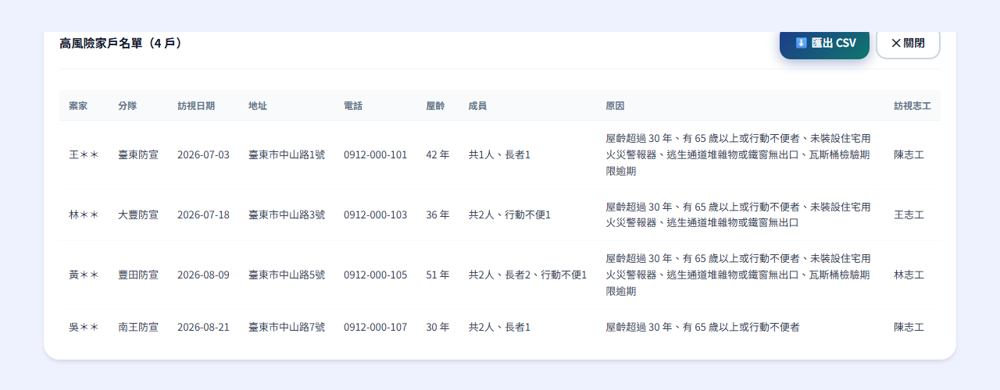 高風險家戶名單（4 戶）
⬇️ 匯出 CSV
✕ 關閉
案家 分隊 訪視日期 地址 電話 屋齡 成員 原因 訪視志工
王＊＊ 臺東防宣 2026-07-03 臺東市中山路1號 0912-000-101 42 年 共1人、長者1 屋齡超過 30 年、有 65 歲以上或行動不便者、未裝設住宅用
火災警報器、逃生通道堆雜物或鐵窗無出口、瓦斯桶檢驗期
限逾期 陳志工
林＊＊ 大豐防宣 2026-07-18 臺東市中山路3號 0912-000-103 36 年 共2人、行動不便1 屋齡超過 30 年、有 65 歲以上或行動不便者、未裝設住宅用
火災警報器、逃生通道堆雜物或鐵窗無出口 王志工
黃＊＊ 豐田防宣 2026-08-09 臺東市中山路5號 0912-000-105 51 年 共2人、長者2、行動不便1 屋齡超過 30 年、有 65 歲以上或行動不便者、未裝設住宅用
火災警報器、逃生通道堆雜物或鐵窗無出口、瓦斯桶檢驗期
限逾期 林志工
吳＊＊ 南王防宣 2026-08-21 臺東市中山路7號 0912-000-107 30 年 共2人、長者1 屋齡超過 30 年、有 65 歲以上或行動不便者 陳志工